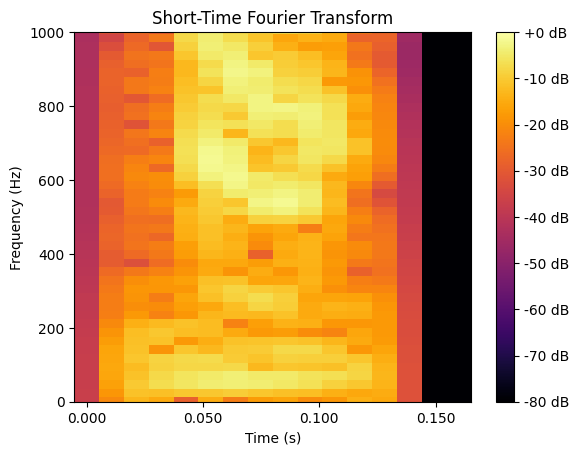 Short-Time Fourier Transform
1000
800
600
400
200
0
Frequency (Hz)
0.000
0.050
0.100
0.150
Time (s)
+0 dB
-10 dB
-20 dB
-30 dB
-40 dB
-50 dB
-60 dB
-70 dB
-80 dB